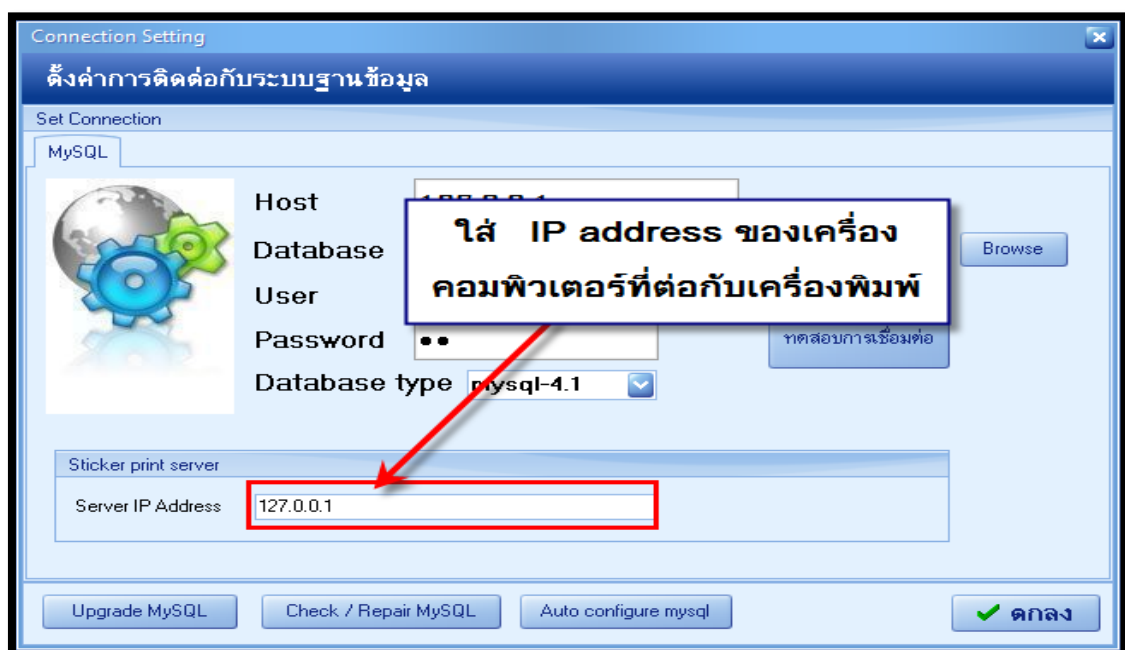 Connection Setting
ตั้งค่าการติดต่อกับระบบฐานข้อมูล
Set Connection
MySQL
Host
ใส่ IP address ของเครื่อง
คอมพิวเตอร์ที่ต่อกับเครื่องพิมพ์
Database
Browse
User
Password ●●
ทดสอบการเชื่อมต่อ
Database type mysql-4.1
Sticker print server
Server IP Address 127.0.0.1
Upgrade MySQL Check / Repair MySQL Auto configure mysql ตกลง